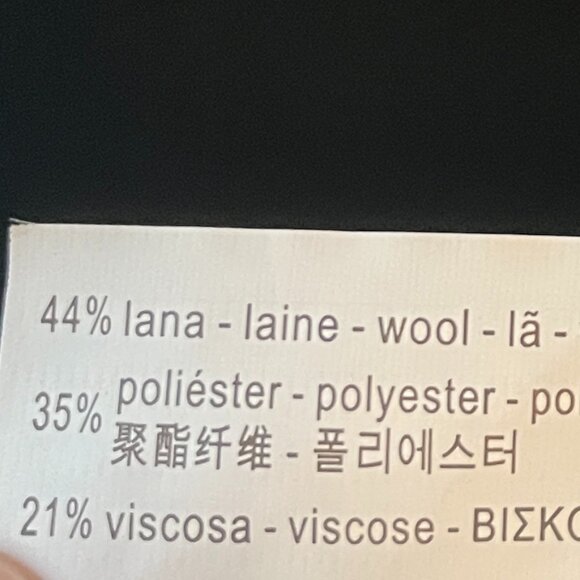 44% lana - laine - wool - lã -
35% poliéster - polyester -
聚酯纤维 - 폴리에스터
21% viscosa - viscose -